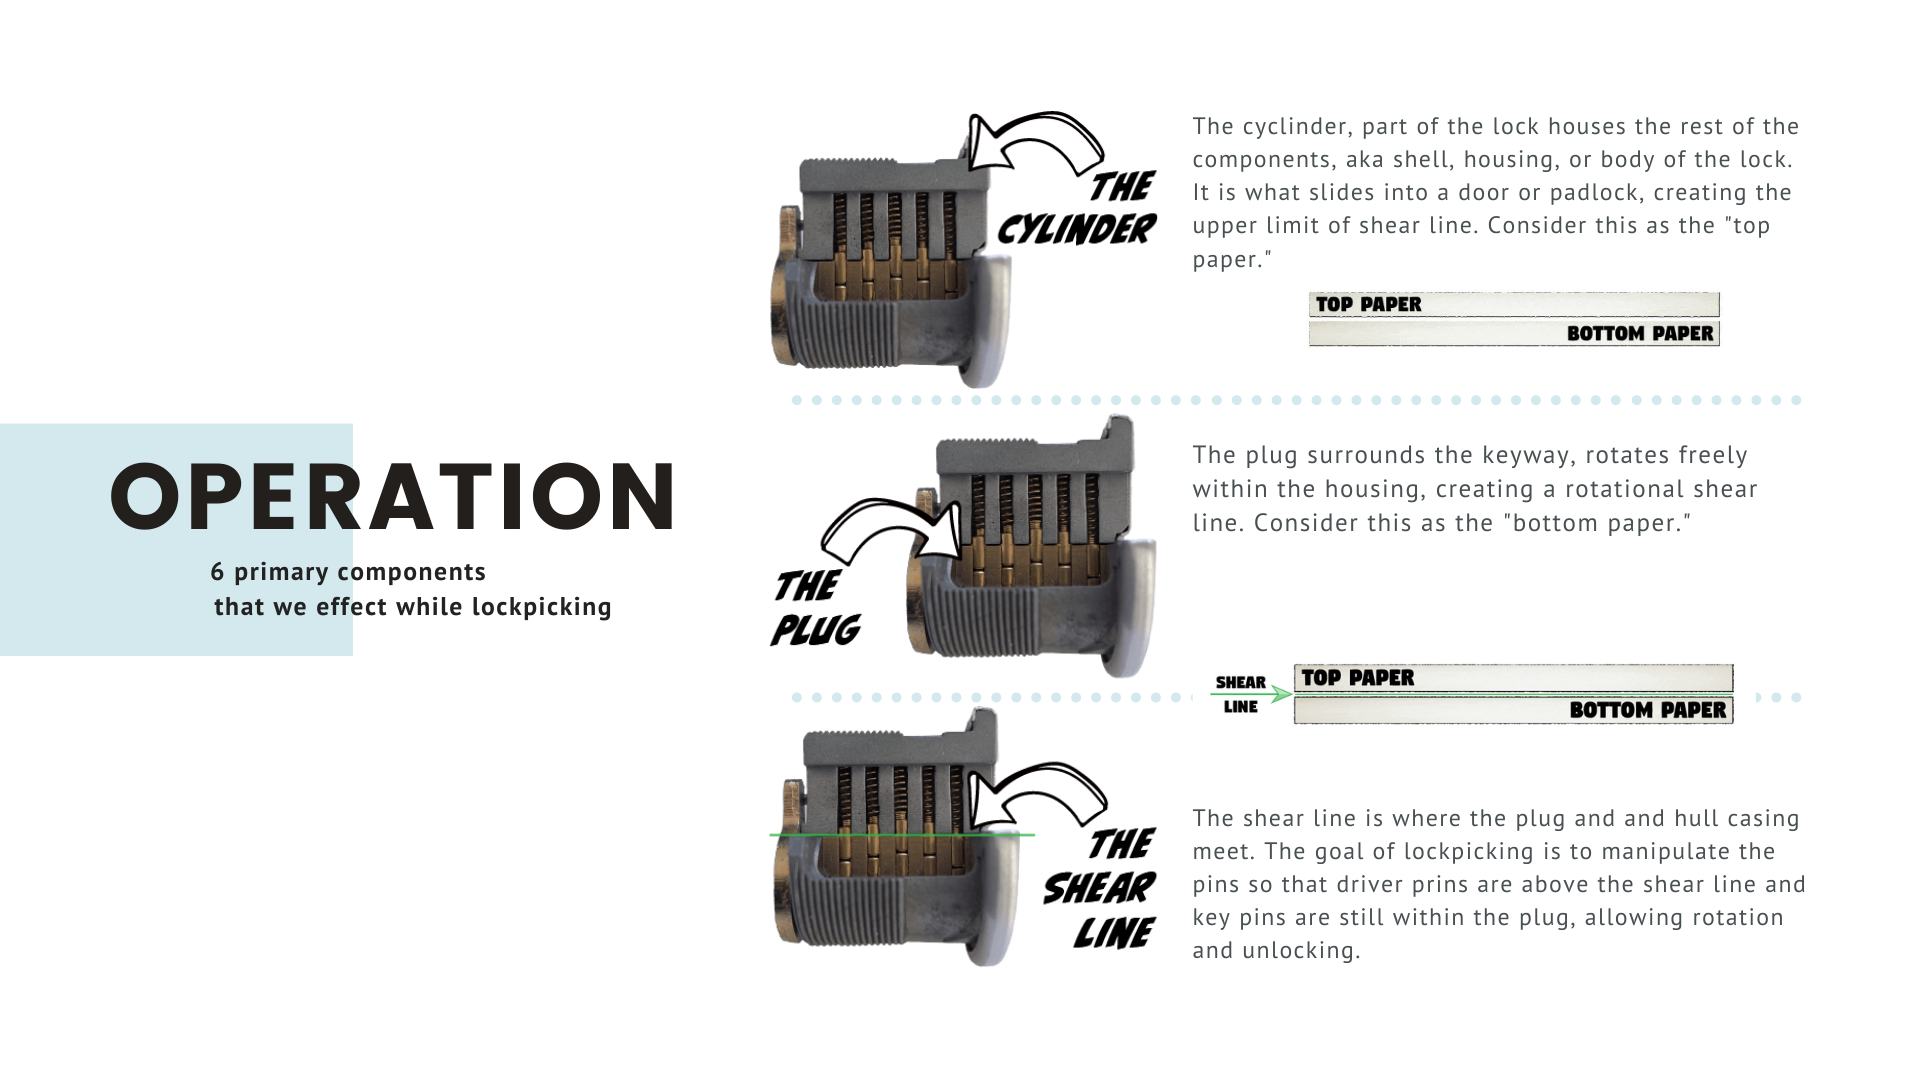 OPERATION
6 primary components
that we effect while lockpicking
THE
CYLINDER
The cyclinder, part of the lock houses the rest of the
components, aka shell, housing, or body of the lock.
It is what slides into a door or padlock, creating the
upper limit of shear line. Consider this as the "top
paper."
TOP PAPER
BOTTOM PAPER
THE
PLUG
The plug surrounds the keyway, rotates freely
within the housing, creating a rotational shear
line. Consider this as the "bottom paper."
SHEAR
LINE
TOP PAPER
BOTTOM PAPER
THE
SHEAR
LINE
The shear line is where the plug and and hull casing
meet. The goal of lockpicking is to manipulate the
pins so that driver prins are above the shear line and
key pins are still within the plug, allowing rotation
and unlocking.